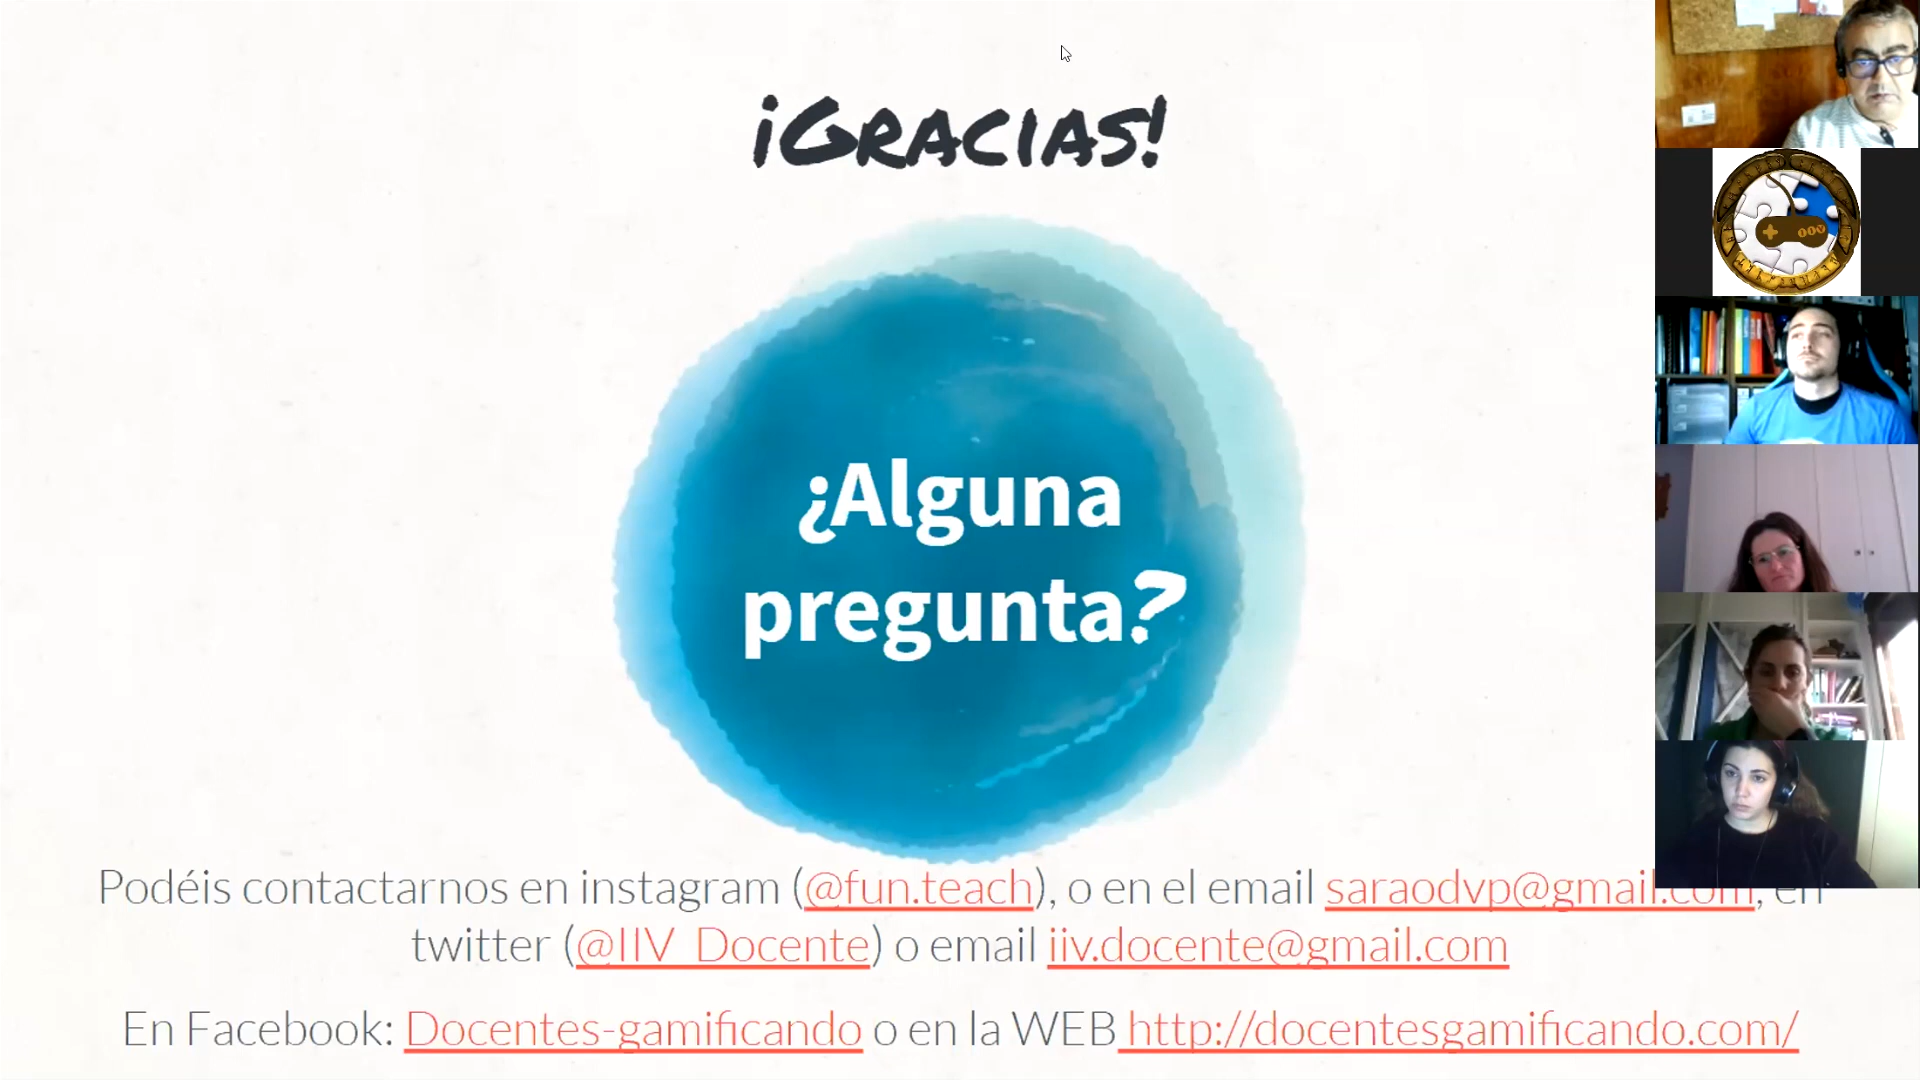 ¡GRACIAS!
¿Alguna
pregunta?
Podéis contactarnos en instagram (@fun.teach), o en el email saraodvp@gmail.com, en
twitter (@IIV_Docente) o email iiv.docente@gmail.com
En Facebook: Docentes-gamificando o en la WEB http://docentesgamificando.com/
IIV